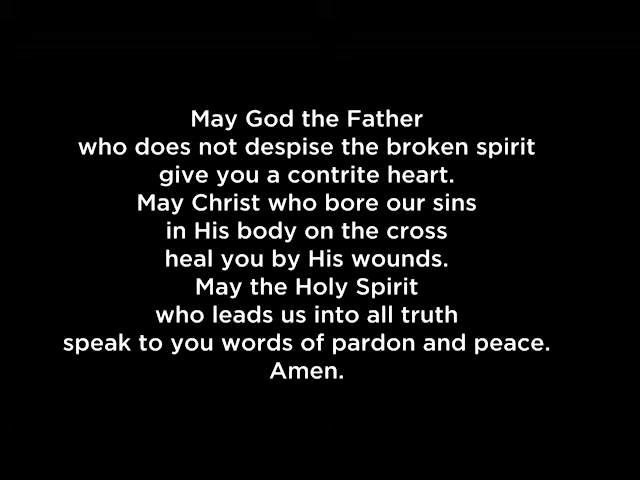 May God the Father
who does not despise the broken spirit
give you a contrite heart.
May Christ who bore our sins
in His body on the cross
heal you by His wounds.
May the Holy Spirit
who leads us into all truth
speak to you words of pardon and peace.
Amen.